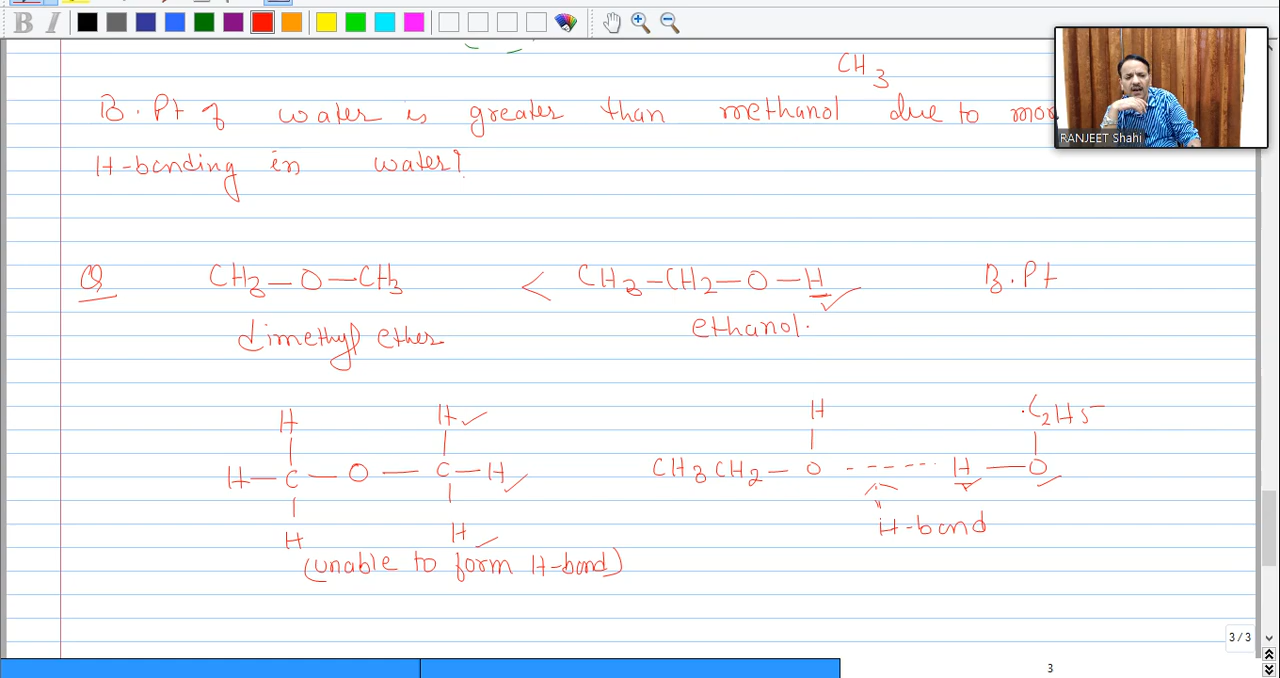 B I
CH3
B.Pt of water is greater than methanol due to mor
H-bonding in water?
RANJEET Shahi
Q CH3—O—CH3 < CH3—CH2—O—H B.Pt
dimethyl ether ethanol.
H H H C2H5
H—C—O—C—H CH3CH2—O------H—O
H H H-bond
(unable to form H-bond)
3/3
3